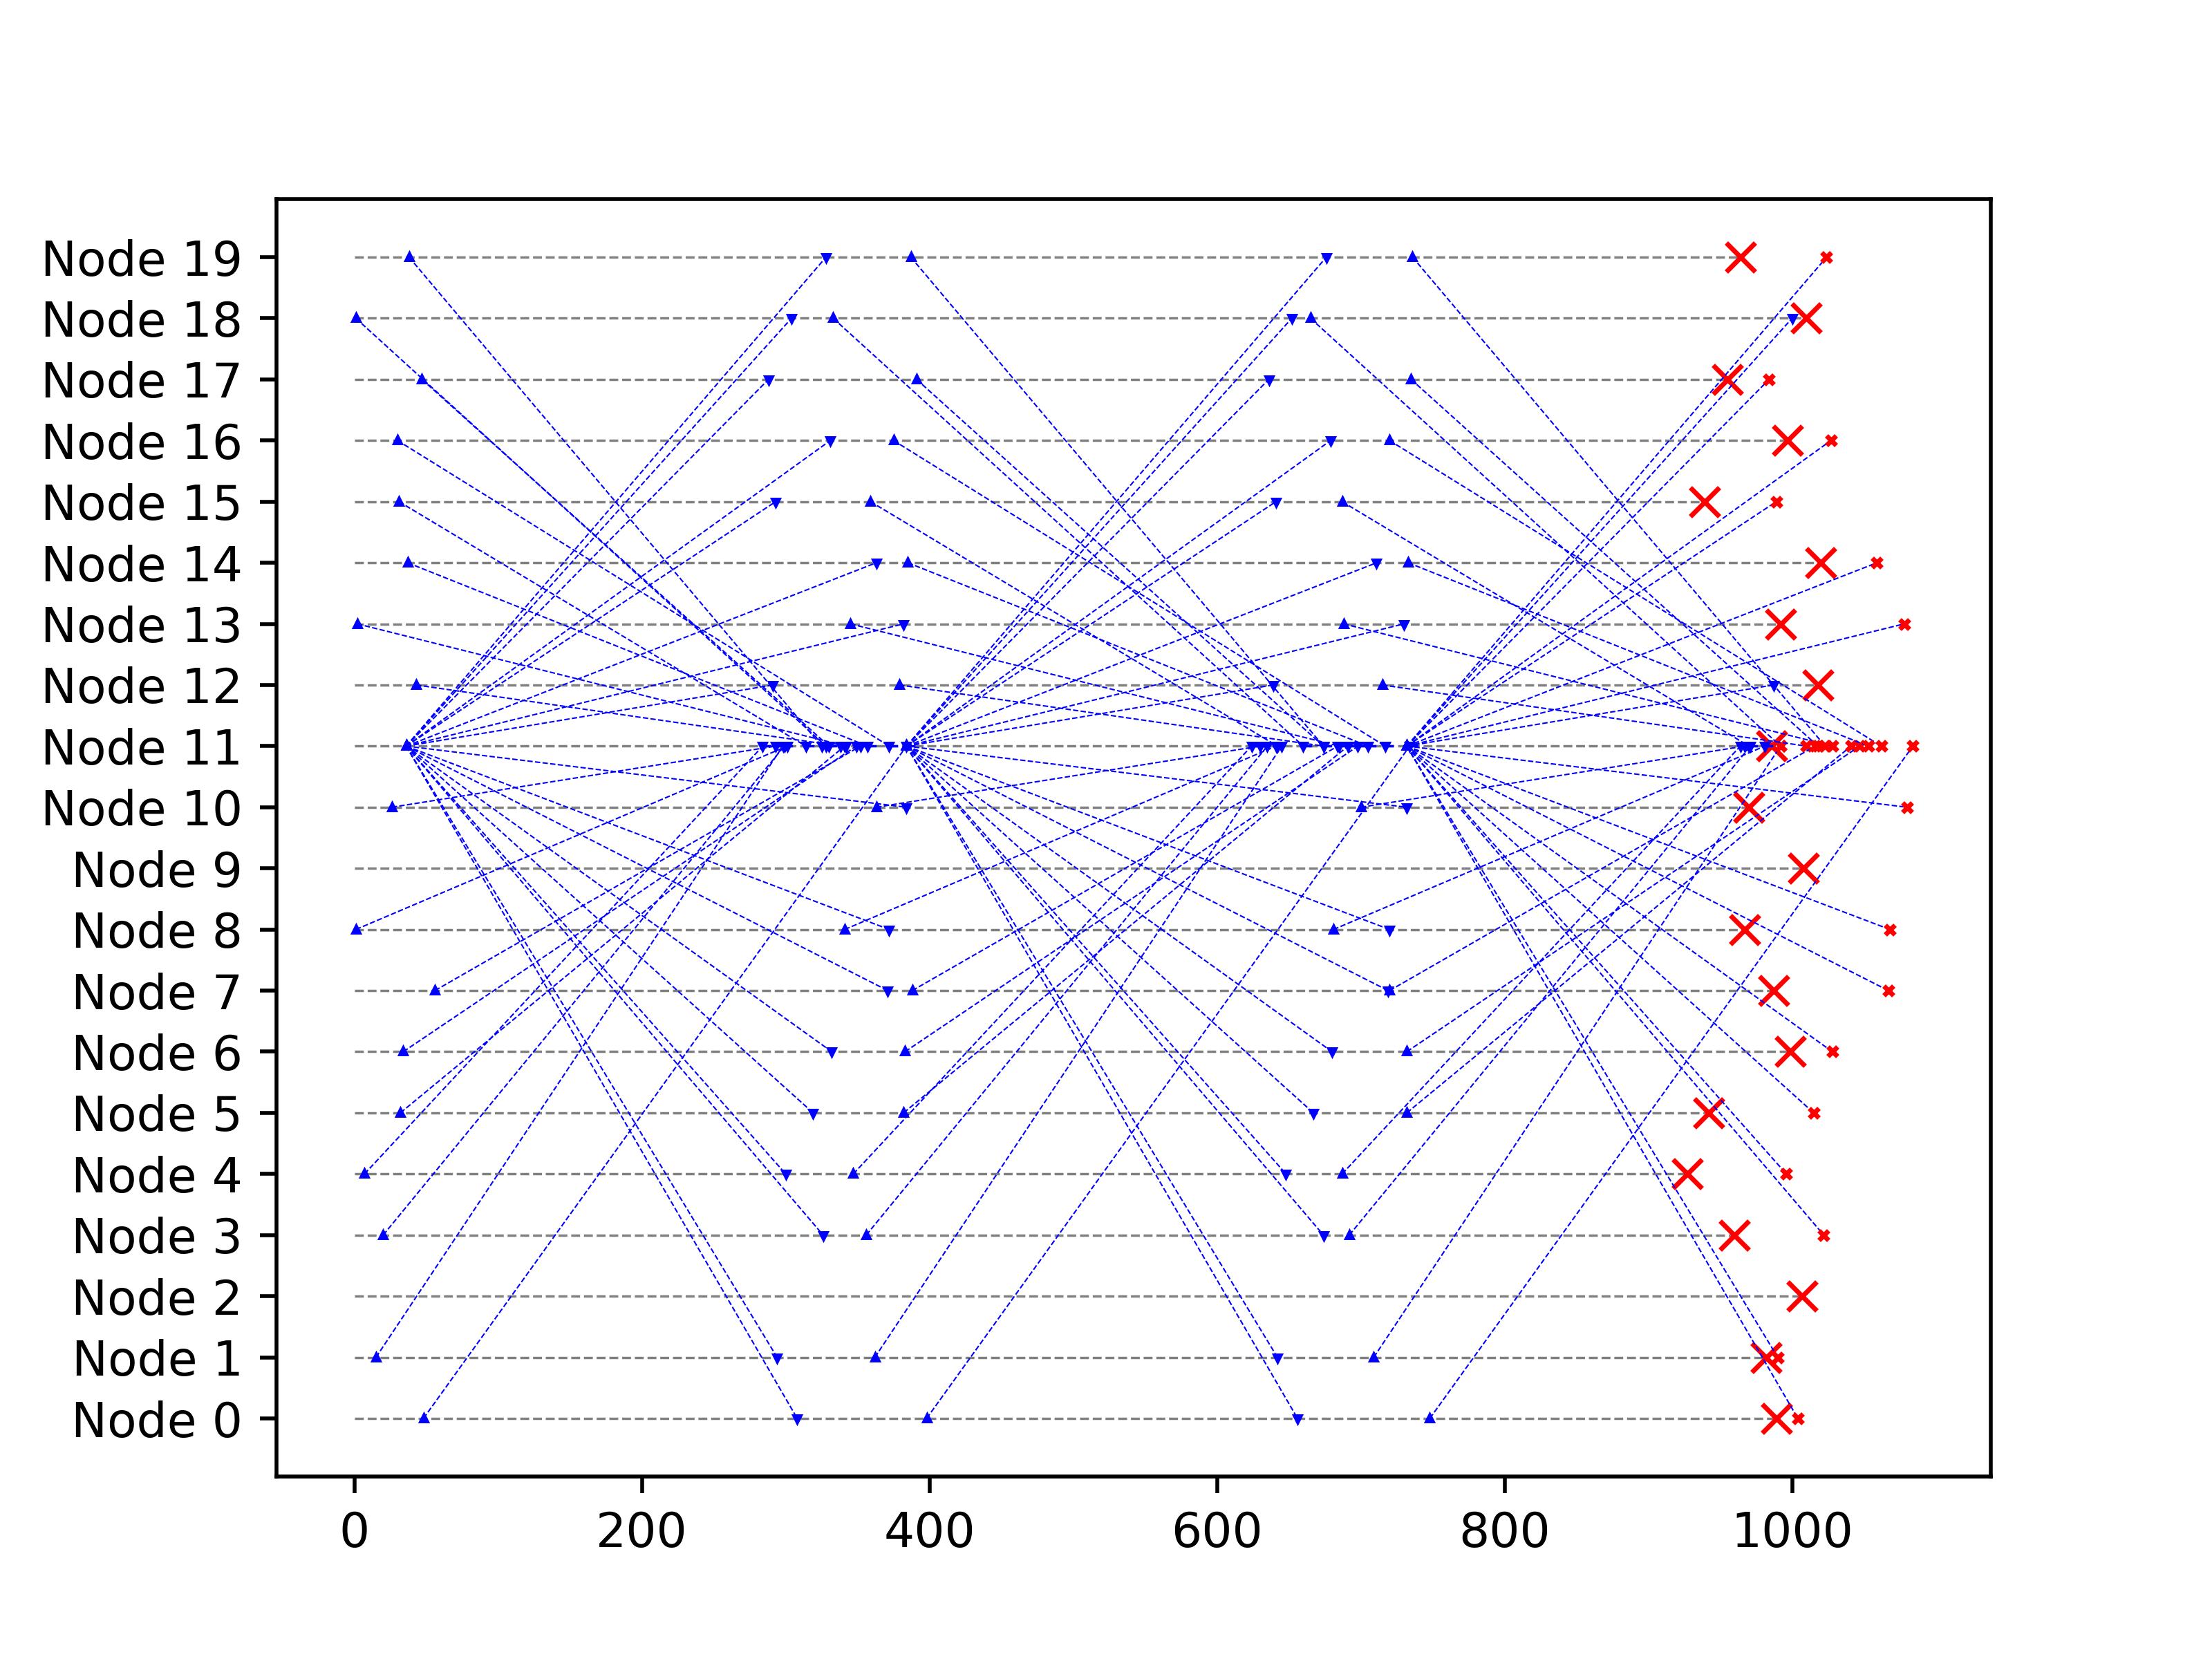 Node 19
Node 18
Node 17
Node 16
Node 15
Node 14
Node 13
Node 12
Node 11
Node 10
Node 9
Node 8
Node 7
Node 6
Node 5
Node 4
Node 3
Node 2
Node 1
Node 0
0 200 400 600 800 1000